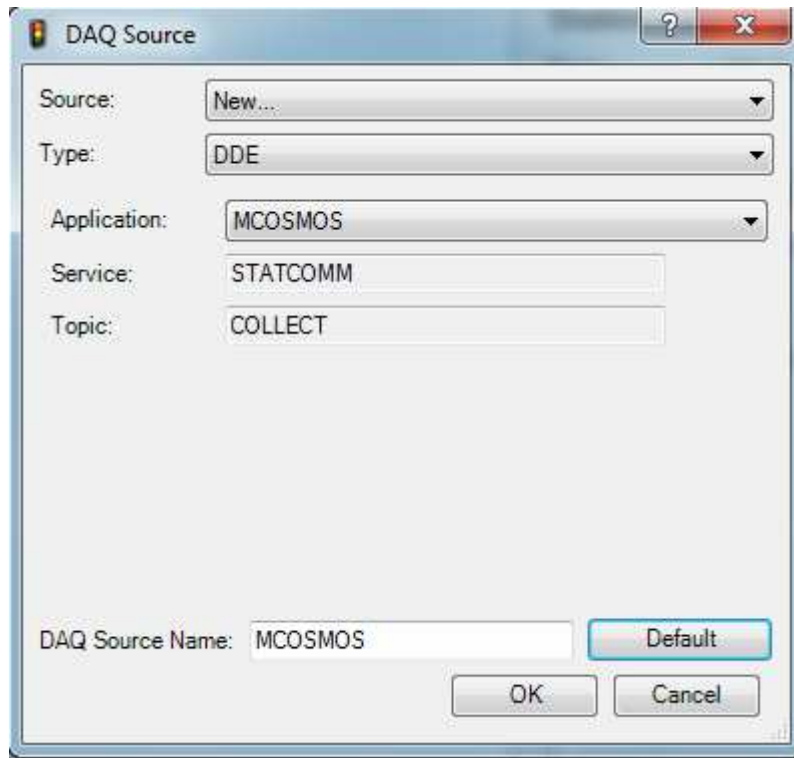 DAQ Source
Source: New...
Type: DDE
Application: MCOSMOS
Service: STATCOMM
Topic: COLLECT
DAQ Source Name: MCOSMOS Default
OK Cancel